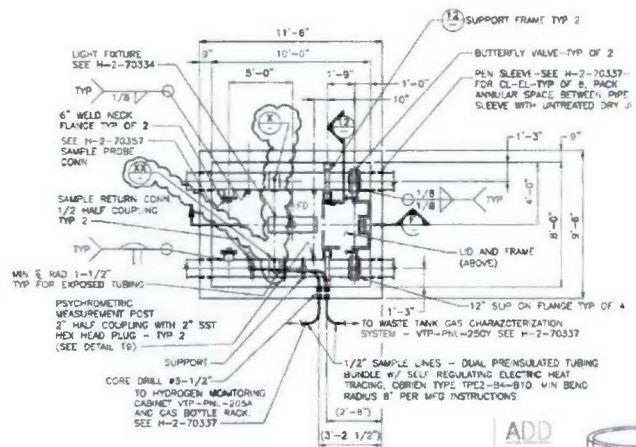 11'-6"
10'-0"
9"
5'-0"
1'-9"
1'-0"
10"
12
SUPPORT FRAME TYP 2
LIGHT FIXTURE
SEE H-2-70334
BUTTERFLY VALVE-TYP OF 2
PEN SLEEVE-SEE H-2-70337
FOR CL-EL-TYP OF 8, PACK
ANNULAR SPACE BETWEEN PIPE
SLEEVE WITH UNTREATED DRY
TYP
1/8
6" WELD NECK
FLANGE TYP OF 2
SEE H-2-70357
SAMPLE PROBE
CONN
X
12
1'-3"
9"
4'-0"
8'-0"
9'-6"
XX
SAMPLE RETURN CONN
1/2 HALF COUPLING
TYP 2
FD
1/8
1/8
TYP
F
TYP
LID AND FRAME
(ABOVE)
MIN 6 RAD 1-1/2"
TYP FOR EXPOSED TUBING
1'-3"
12" SLIP ON FLANGE TYP OF 4
PSYCHROMETRIC
MEASUREMENT POST
2" HALF COUPLING WITH 2" SST
HEX HEAD PLUG - TYP 2
(SEE DETAIL 19)
TO WASTE TANK GAS CHARACTERIZATION
SYSTEM - VTP-PNL-250Y SEE H-2-70337
SUPPORT
CORE DRILL #3-1/2"
TO HYDROGEN MONITORING
CABINET VTP-PNL-205A
AND GAS BOTTLE RACK.
SEE H-2-70337
1/2" SAMPLE LINES - DUAL PREINSULATED TUBING
BUNDLE W/ SELF REGULATING ELECTRIC HEAT
TRACING, OBRIEN TYPE TPE2-B4-B10. MIN BEND
RADIUS 8" PER MFG INSTRUCTIONS
(2'-8")
(3'-2 1/2")
ADD